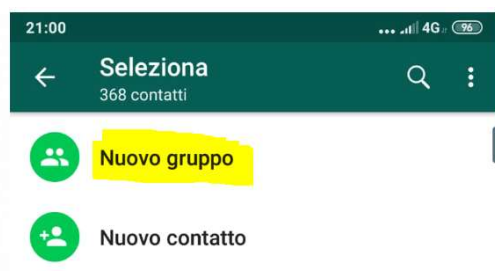 21:00 4G 96
Seleziona
368 contatti
Nuovo gruppo
Nuovo contatto